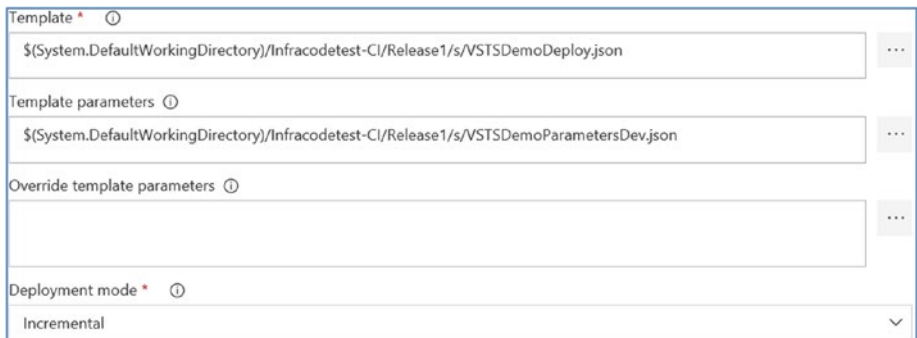 Template *
$(System.DefaultWorkingDirectory)/Infracodetest-CI/Release1/s/VSTSDemoDeploy.json
...
Template parameters
$(System.DefaultWorkingDirectory)/Infracodetest-CI/Release1/s/VSTSDemoParametersDev.json
...
Override template parameters
...
Deployment mode *
Incremental